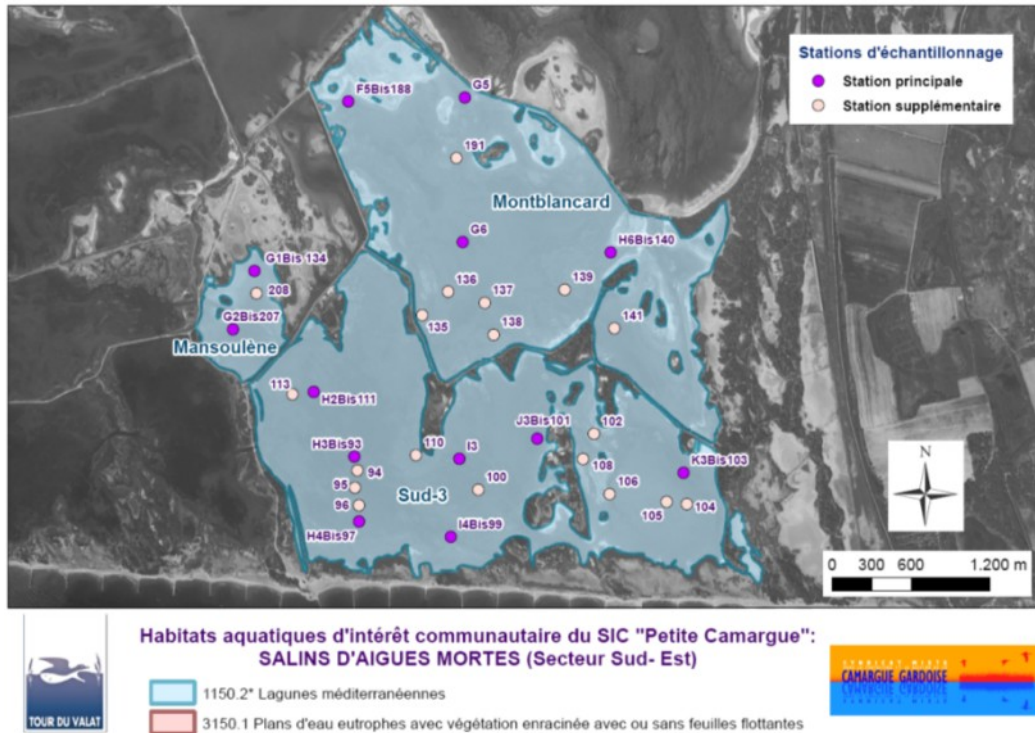 Stations d'échantillonnage
Station principale
Station supplémentaire
F5Bis188
G5
191
Montblancard
G6
H6Bis140
G1Bis 134
208
136
137
139
G2Bis207
135
138
141
Mansoulène
113
H2Bis111
J3Bis101
102
H3Bis93
110
I3
108
K3Bis103
94
95
Sud-3
100
106
96
105
104
H4Bis97
I4Bis99
0 300 600 1.200 m
Habitats aquatiques d'intérêt communautaire du SIC "Petite Camargue":
SALINS D'AIGUES MORTES (Secteur Sud- Est)
1150.2* Lagunes méditerranéennes
3150.1 Plans d'eau eutrophes avec végétation enracinée avec ou sans feuilles flottantes
TOUR DU VALAT
SYNDICAT MIXTE
CAMARGUE GARDOISE